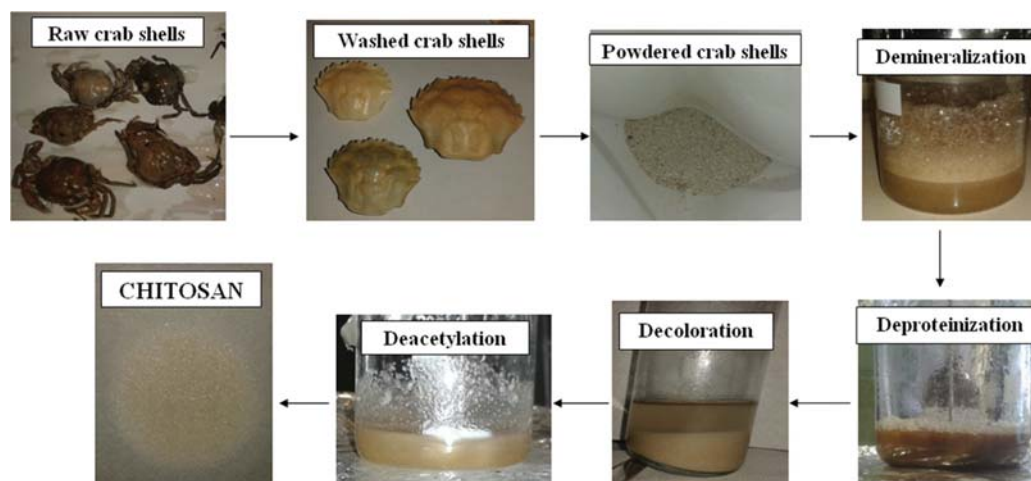 Raw crab shells
Washed crab shells
Powdered crab shells
Demineralization
Deproteinization
Decoloration
Deacetylation
CHITOSAN